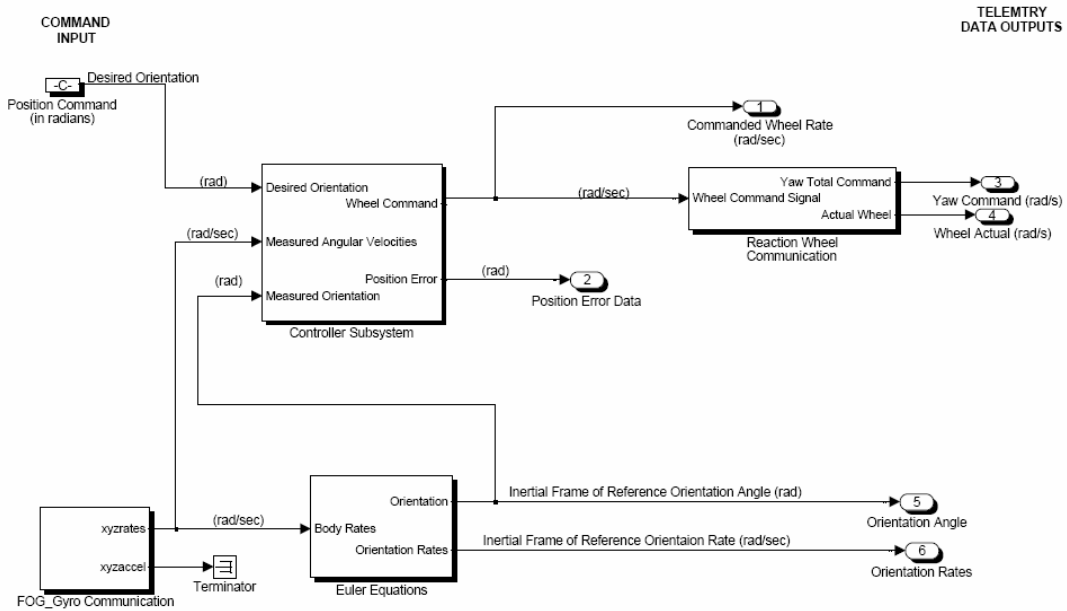 COMMAND
INPUT
TELEMTRY
DATA OUTPUTS
-C-
Desired Orientation
Position Command
(in radians)
1
Commanded Wheel Rate
(rad/sec)
(rad)
Desired Orientation
Wheel Command
(rad/sec)
Measured Angular Velocities
(rad)
Position Error
Measured Orientation
Controller Subsystem
(rad)
2
Position Error Data
(rad/sec)
Yaw Total Command
Wheel Command Signal
Actual Wheel
Reaction Wheel
Communication
3
Yaw Command (rad/s)
4
Wheel Actual (rad/s)
xyzrates
xyzaccel
FOG_Gyro Communication
(rad/sec)
Terminator
Orientation
Body Rates
Orientation Rates
Euler Equations
Inertial Frame of Reference Orientation Angle (rad)
5
Orientation Angle
Inertial Frame of Reference Orientaion Rate (rad/sec)
6
Orientation Rates